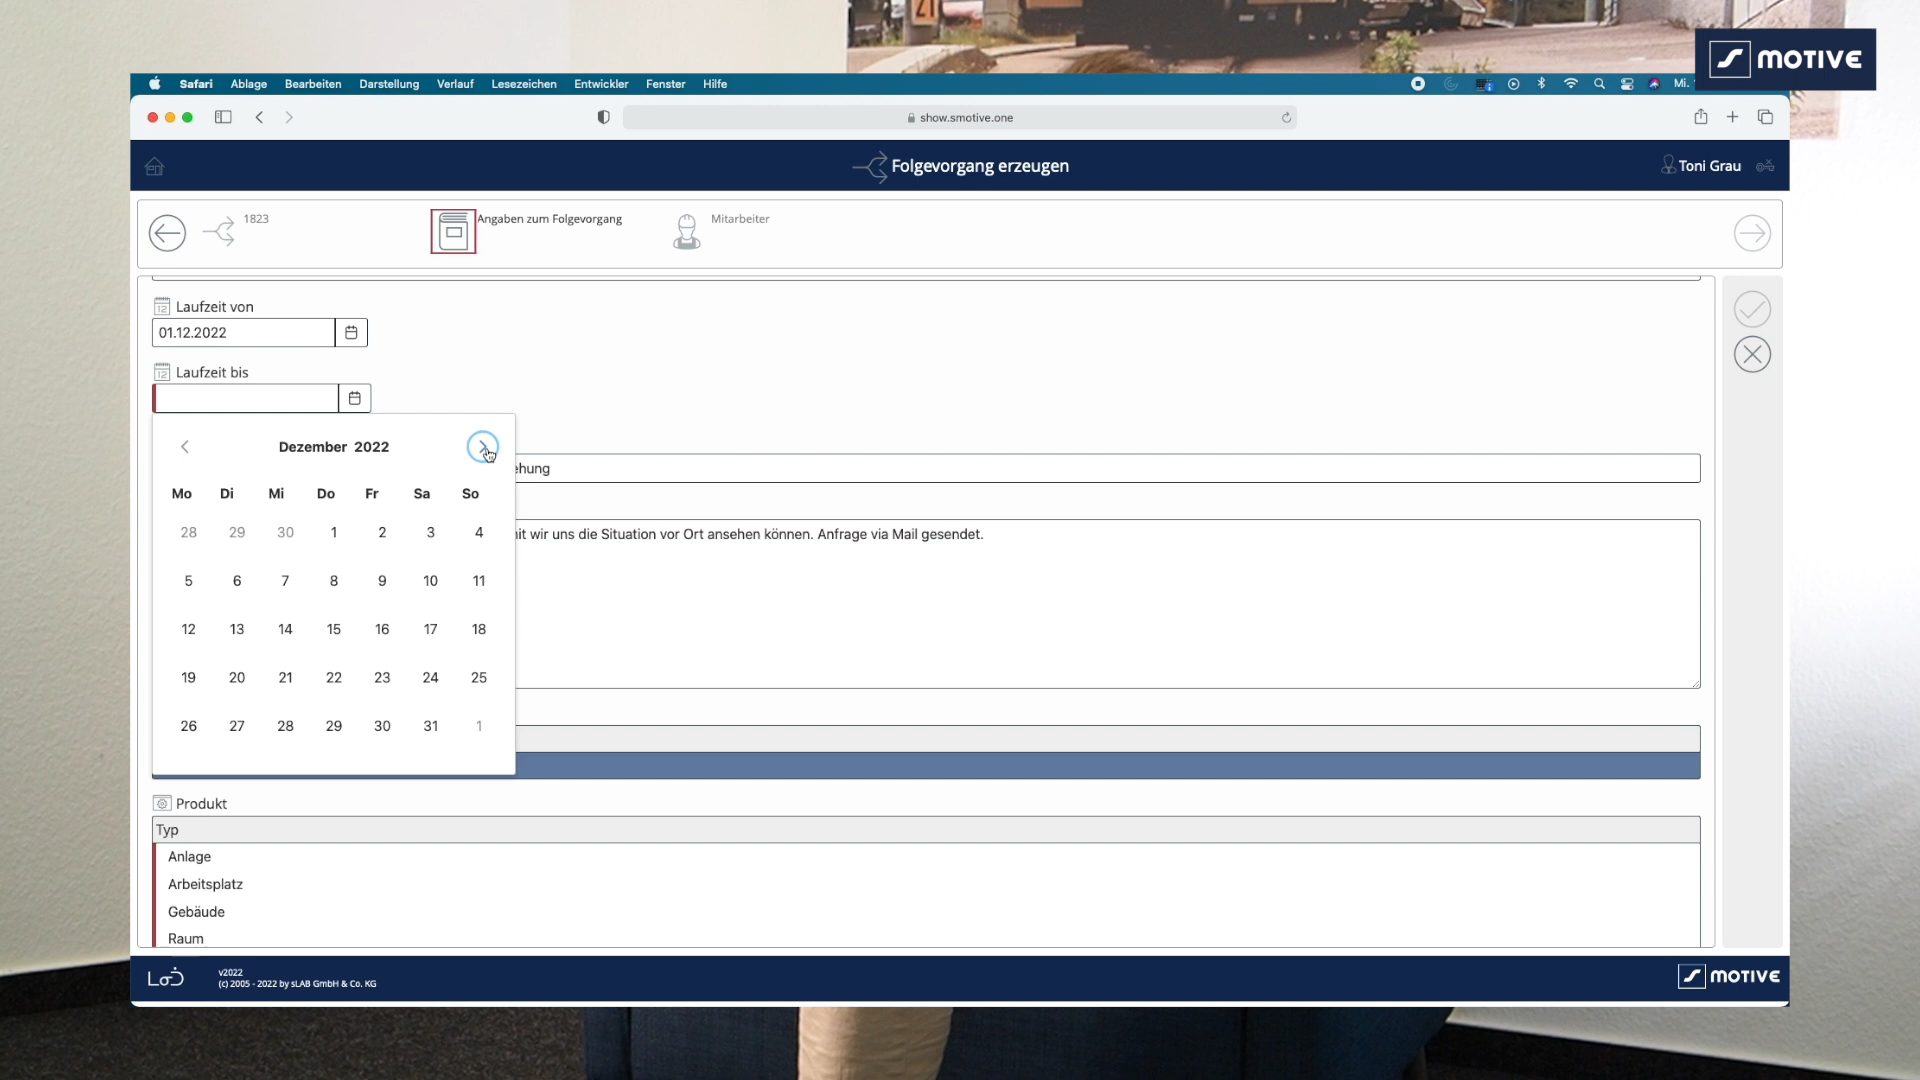 MOTIVE
Safari Ablage Bearbeiten Darstellung Verlauf Lesezeichen Entwickler Fenster Hilfe Mi.
show.smotive.one
Folgevorgang erzeugen
Toni Grau
1823
Angaben zum Folgevorgang
Mitarbeiter
Laufzeit von
01.12.2022
Laufzeit bis
Dezember 2022
Mo Di Mi Do Fr Sa So
28 29 30 1 2 3 4
5 6 7 8 9 10 11
12 13 14 15 16 17 18
19 20 21 22 23 24 25
26 27 28 29 30 31 1
wir uns die Situation vor Ort ansehen können. Anfrage via Mail gesendet.
Produkt
Typ
Anlage
Arbeitsplatz
Gebäude
Raum
v2022
(c) 2005 - 2022 by sLAB GmbH & Co. KG
MOTIVE